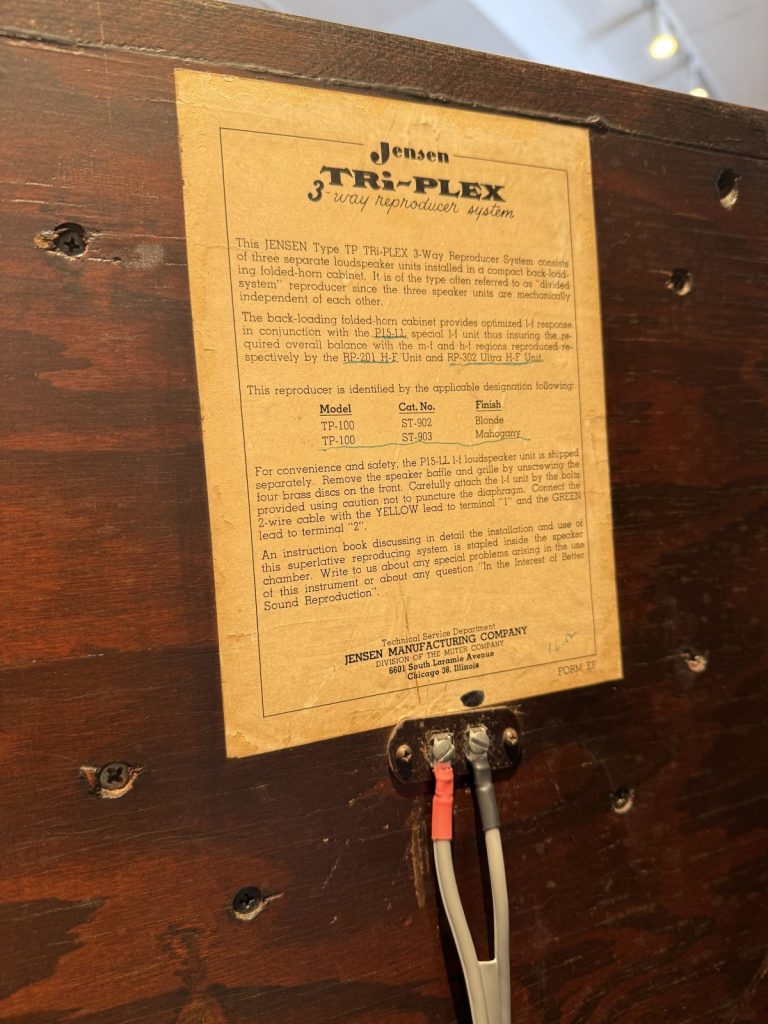 Jensen
TRi-PLEX
3-way reproducer system
This JENSEN Type TP TRi-PLEX 3-Way Reproducer System consists
of three separate loudspeaker units installed in a compact back-load-
ing folded-horn cabinet. It is of the type often referred to as "divided
system" reproducer since the three speaker units are mechanically
independent of each other.
The back-loading folded-horn cabinet provides optimized l-f response
in conjunction with the P15-LL special l-f unit thus insuring the re-
quired overall balance with the m-f and h-f regions reproduced re-
spectively by the RP-201 H-F Unit and RP-302 Ultra H-F Unit.
This reproducer is identified by the applicable designation following:
Model Cat. No. Finish
TP-100 ST-902 Blonde
TP-100 ST-903 Mahogany
For convenience and safety, the P15-LL l-f loudspeaker unit is shipped
separately. Remove the speaker baffle and grille by unscrewing the
four brass discs on the front. Carefully attach the l-f unit by the bolts
provided using caution not to puncture the diaphragm. Connect the
2-wire cable with the YELLOW lead to terminal "1" and the GREEN
lead to terminal "2".
An instruction book discussing in detail the installation and use of
this superlative reproducing system is stapled inside the speaker
chamber. Write to us about any special problems arising in the use
of this instrument or about any question "In the Interest of Better
Sound Reproduction".
Technical Service Department
JENSEN MANUFACTURING COMPANY
DIVISION OF THE MUTER COMPANY
6601 South Laramie Avenue
Chicago 38, Illinois
FORM EF